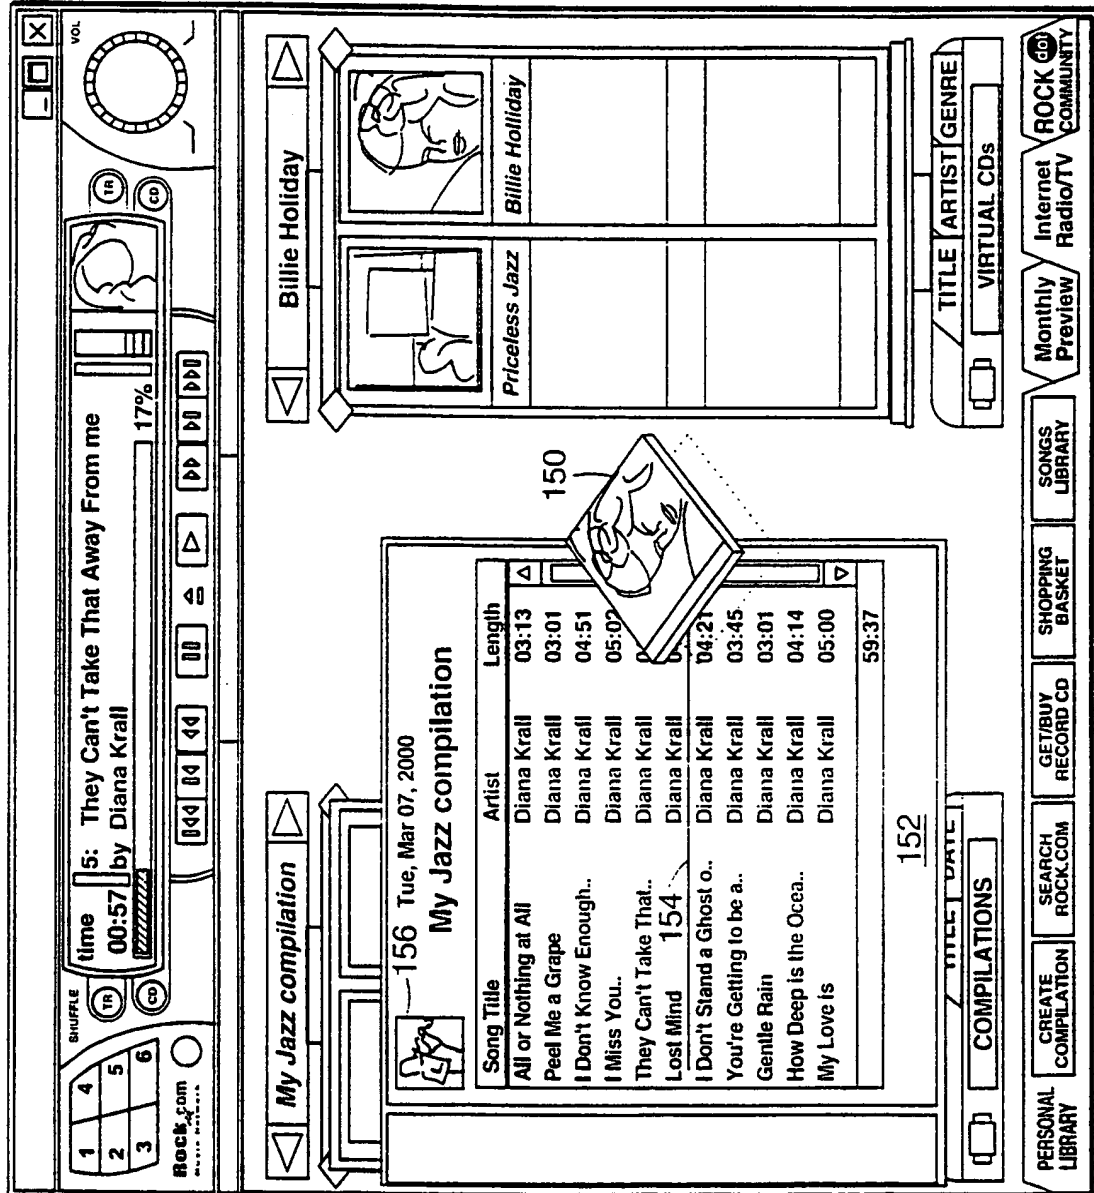 SHUFFLE
1 4
2 5
3 6
TR
CD
Rock.com
time 5: They Can't Take That Away From me
00:57 by Diana Krall
17%
TR
CD
VOL
My Jazz compilation
Billie Holiday
156 Tue, Mar 07, 2000
My Jazz compilation
Song Title Artist Length
All or Nothing at All Diana Krall 03:13
Peel Me a Grape Diana Krall 03:01
I Don't Know Enough.. Diana Krall 04:51
I Miss You.. Diana Krall 05:02
They Can't Take That.. Diana Krall
Lost Mind 154 Diana Krall
I Don't Stand a Ghost o.. Diana Krall 04:21
You're Getting to be a.. Diana Krall 03:45
Gentle Rain Diana Krall 03:01
How Deep is the Ocea.. Diana Krall 04:14
My Love is Diana Krall 05:00
59:37
152
150
Priceless Jazz
Billie Holliday
TITLE DATE
COMPILATIONS
TITLE ARTIST GENRE
VIRTUAL CDs
PERSONAL LIBRARY
CREATE COMPILATION
SEARCH ROCK.COM
GET/BUY RECORD CD
SHOPPING BASKET
SONGS LIBRARY
Monthly Preview
Internet Radio/TV
ROCK dot COMMUNITY